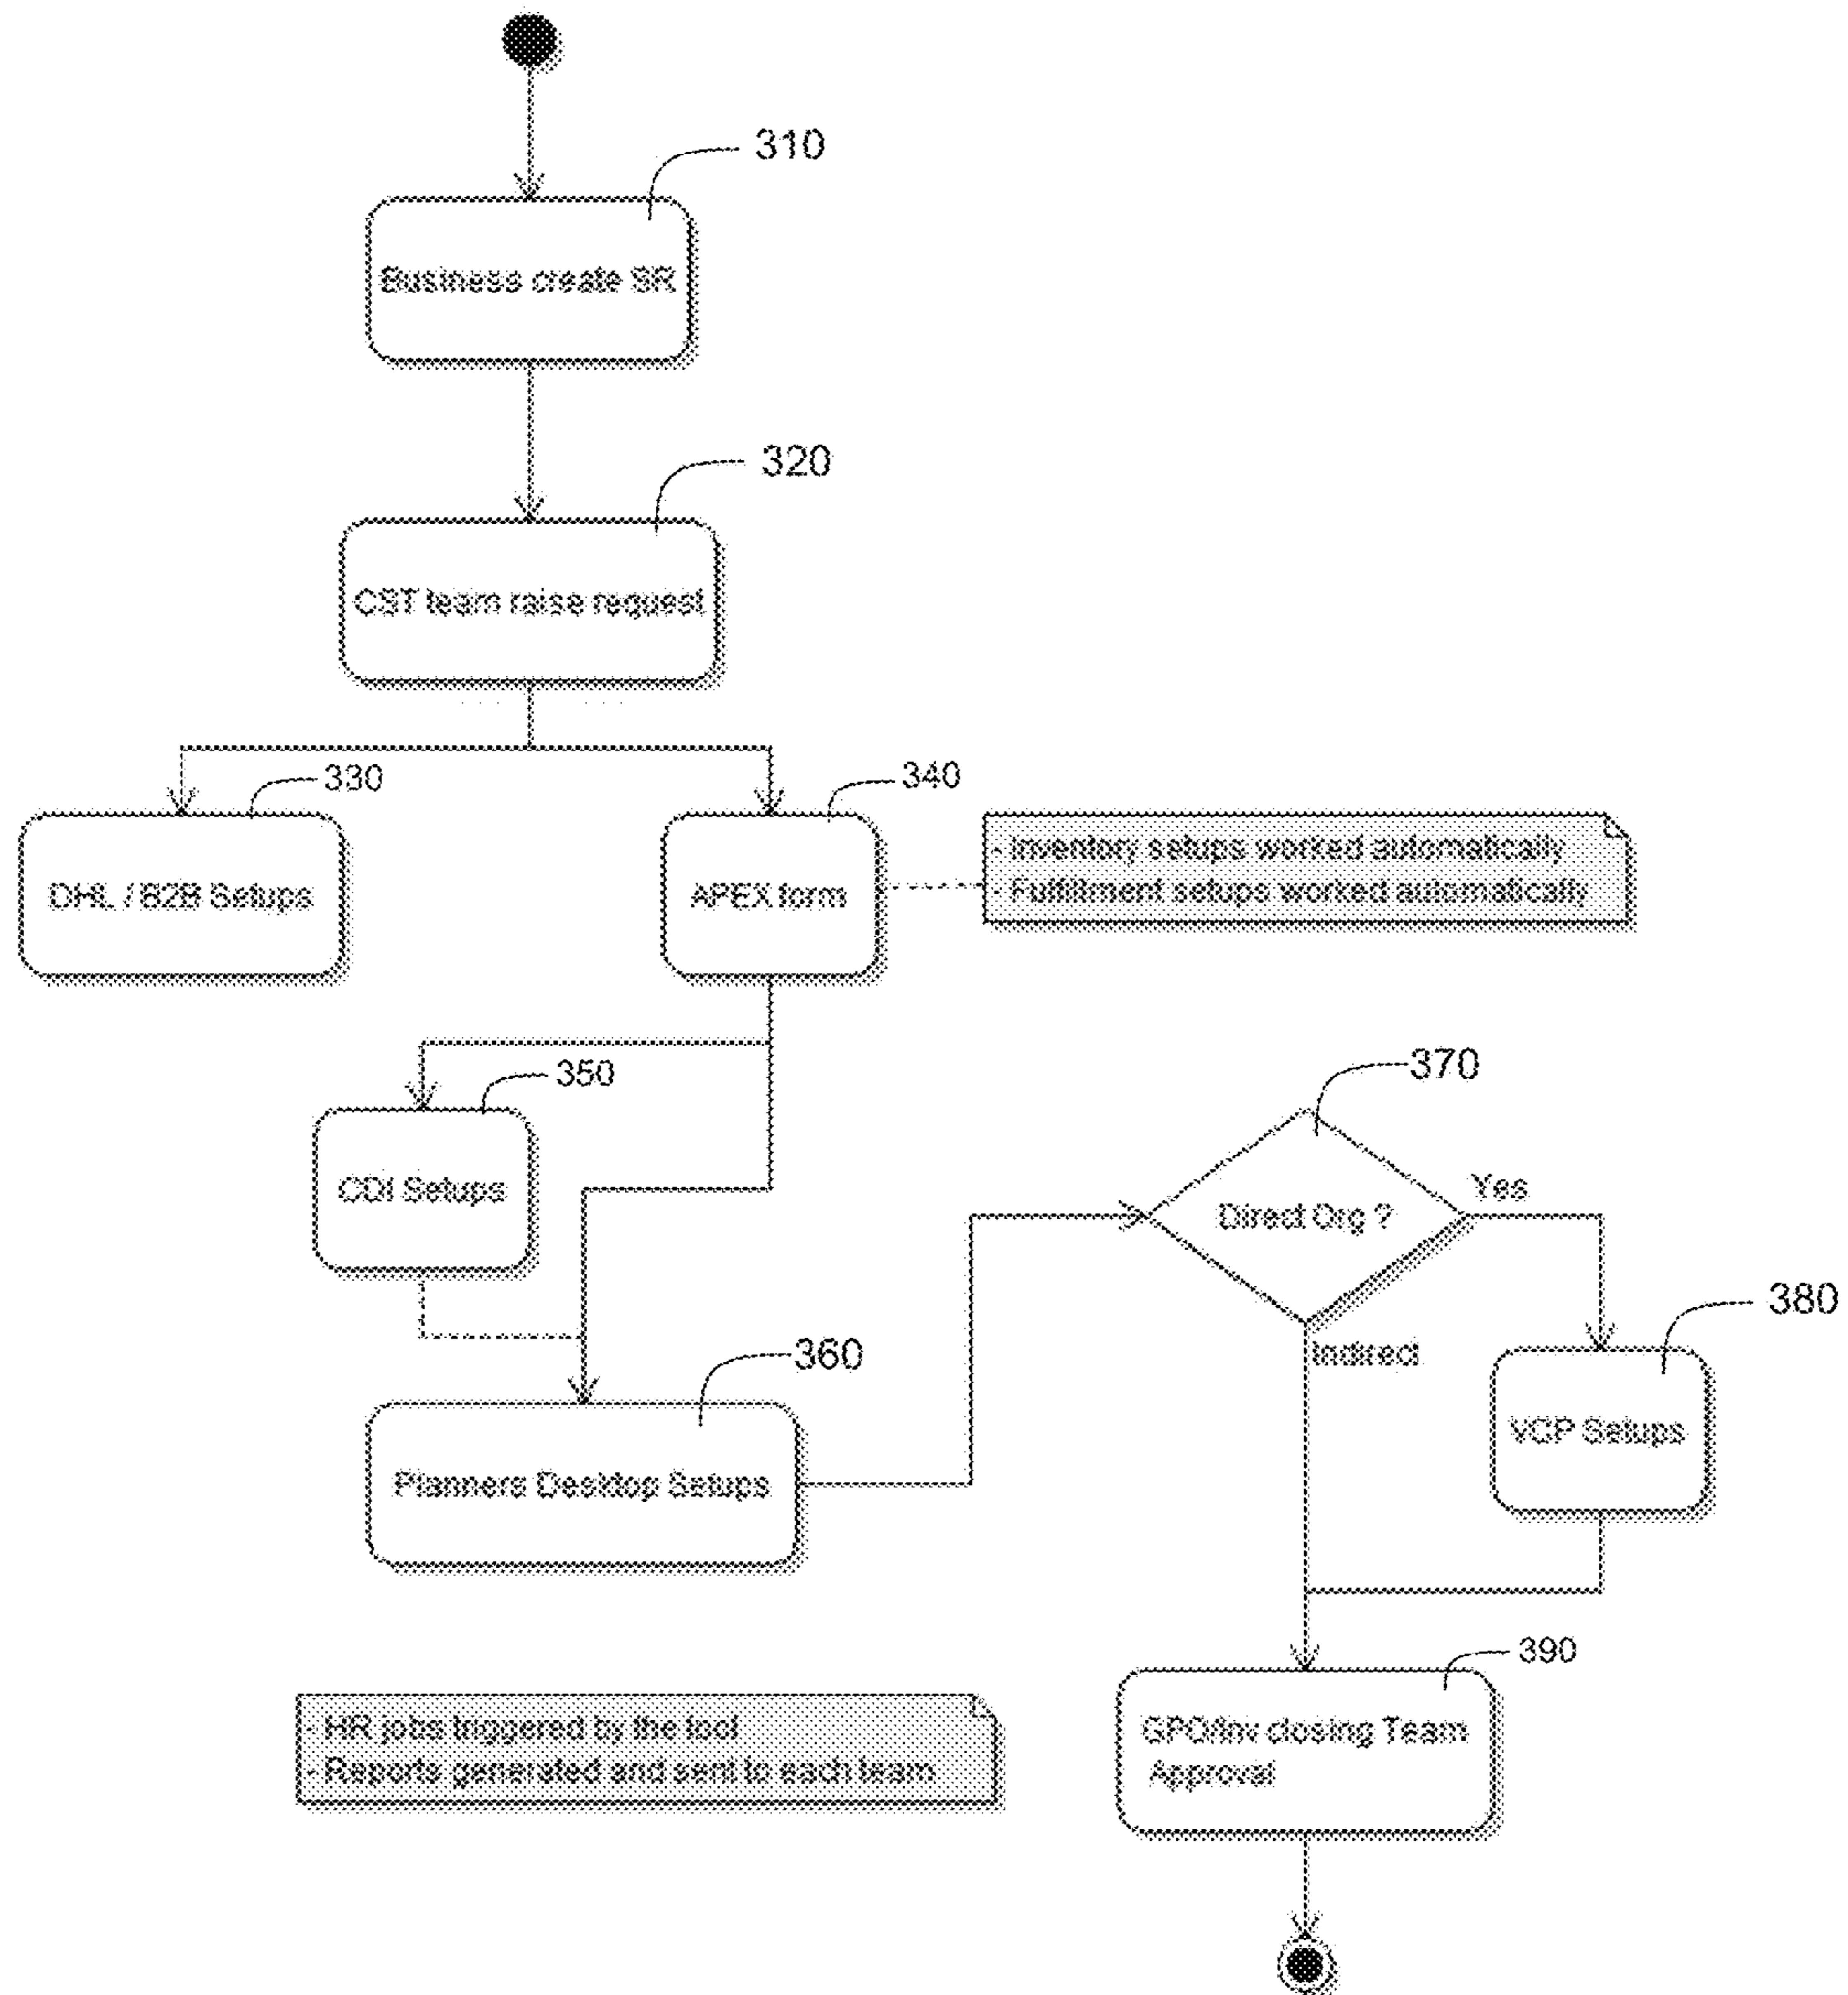 310
Business create SR
320
CST team raise request
330
340
DHL / B2B Setups
APEX form
- Inventory setups worked automatically
- Fulfillment setups worked automatically
350
CDI Setups
370
Direct Org ?
Yes
Indirect
380
VCP Setups
360
Planners Desktop Setups
390
GPO/Inv closing Team
Approval
- HR jobs triggered by the tool
- Reports generated and sent to each team